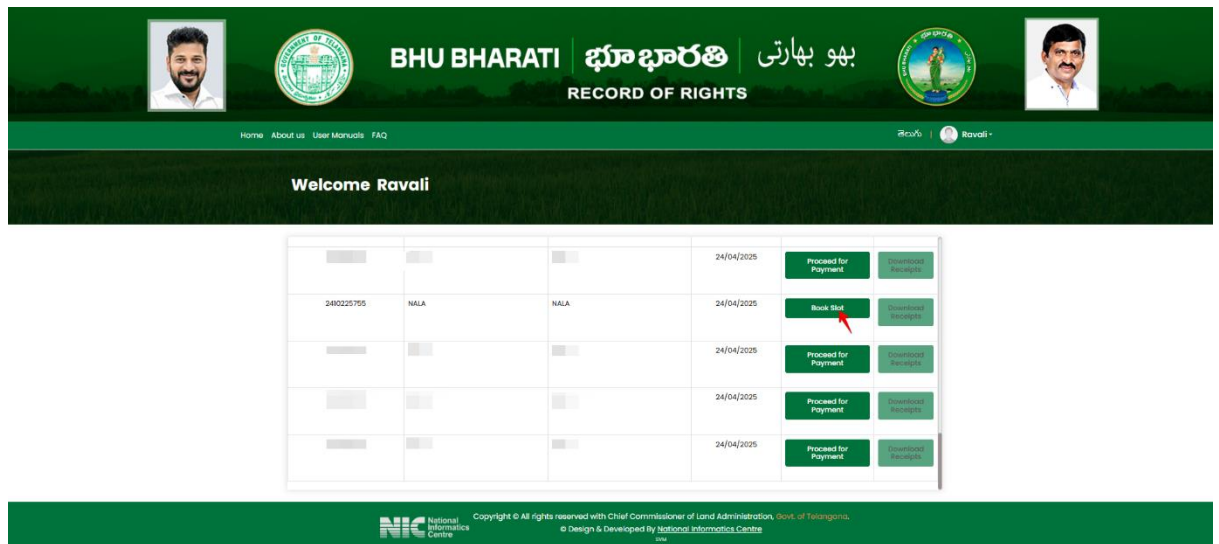 BHU BHARATI భూ భారతి بهو بهارتی
RECORD OF RIGHTS
Home About us User Manuals FAQ
తెలుగు | Ravali
Welcome Ravali
24/04/2025 Proceed for Payment Download Receipts
2410225755 NALA NALA 24/04/2025 Book Slot Download Receipts
24/04/2025 Proceed for Payment Download Receipts
24/04/2025 Proceed for Payment Download Receipts
24/04/2025 Proceed for Payment Download Receipts
NIC National Informatics Centre
Copyright © All rights reserved with Chief Commissioner of Land Administration, Govt. of Telangana.
© Design & Developed By National Informatics Centre